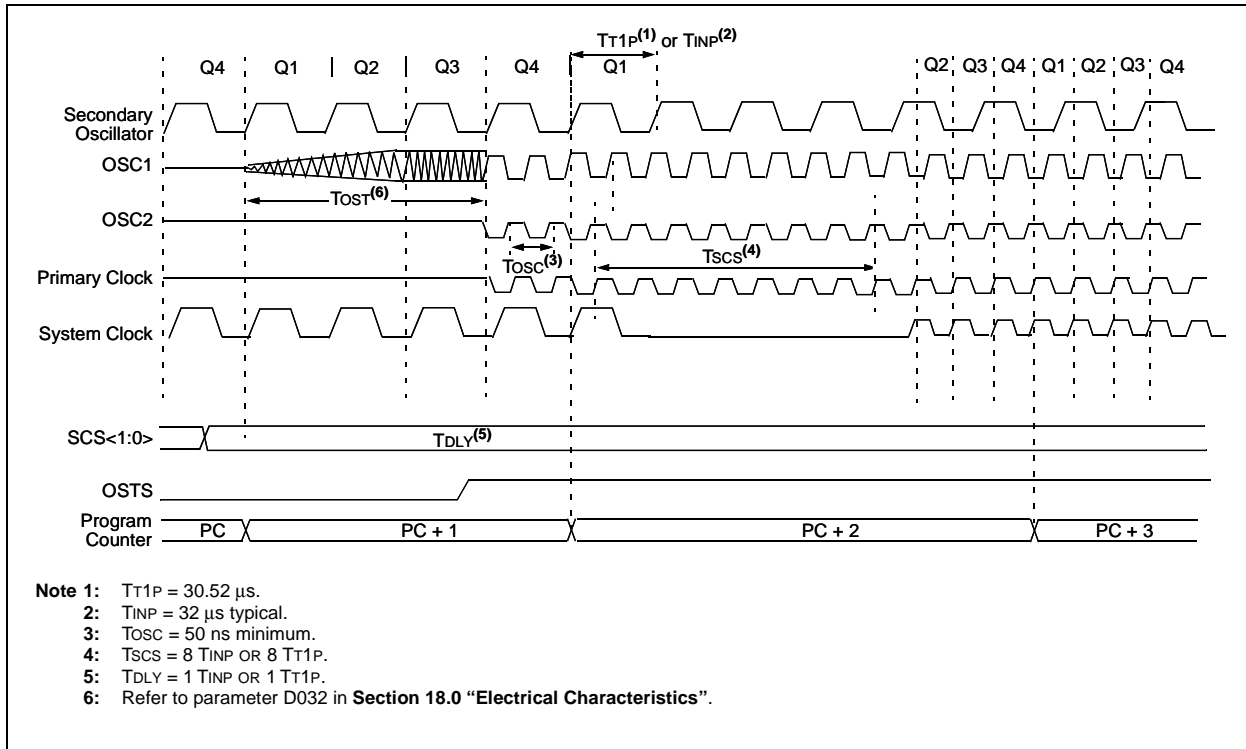 TT1P(1) or TINP(2)
Q4 Q1 Q2 Q3 Q4 Q1 Q2 Q3 Q4 Q1 Q2 Q3 Q4
Secondary
Oscillator
OSC1
TOST(6)
OSC2
TOSC(3)
TSCS(4)
Primary Clock
System Clock
SCS<1:0>
TDLY(5)
OSTS
Program
Counter
PC PC + 1 PC + 2 PC + 3
Note 1: TT1P = 30.52 μs.
2: TINP = 32 μs typical.
3: TOSC = 50 ns minimum.
4: TSCS = 8 TINP OR 8 TT1P.
5: TDLY = 1 TINP OR 1 TT1P.
6: Refer to parameter D032 in Section 18.0 “Electrical Characteristics”.